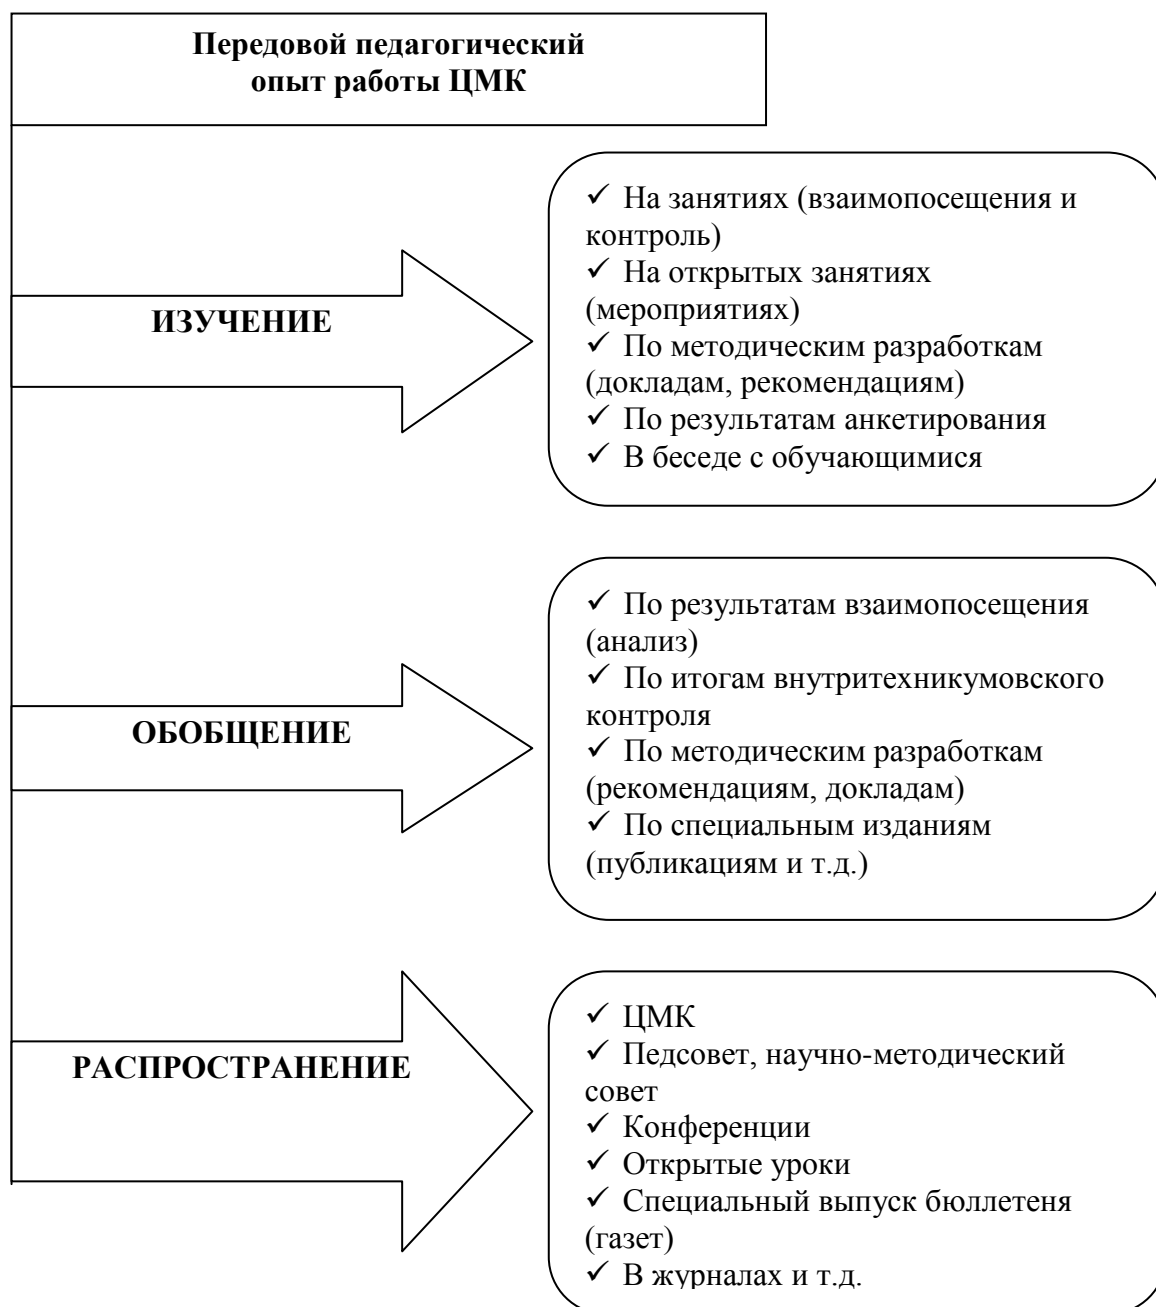 Передовой педагогический
опыт работы ЦМК
ИЗУЧЕНИЕ
✓ На занятиях (взаимопосещения и
контроль)
✓ На открытых занятиях
(мероприятиях)
✓ По методическим разработкам
(докладам, рекомендациям)
✓ По результатам анкетирования
✓ В беседе с обучающимися
ОБОБЩЕНИЕ
✓ По результатам взаимопосещения
(анализ)
✓ По итогам внутритехникумовского
контроля
✓ По методическим разработкам
(рекомендациям, докладам)
✓ По специальным изданиям
(публикациям и т.д.)
РАСПРОСТРАНЕНИЕ
✓ ЦМК
✓ Педсовет, научно-методический
совет
✓ Конференции
✓ Открытые уроки
✓ Специальный выпуск бюллетеня
(газет)
✓ В журналах и т.д.